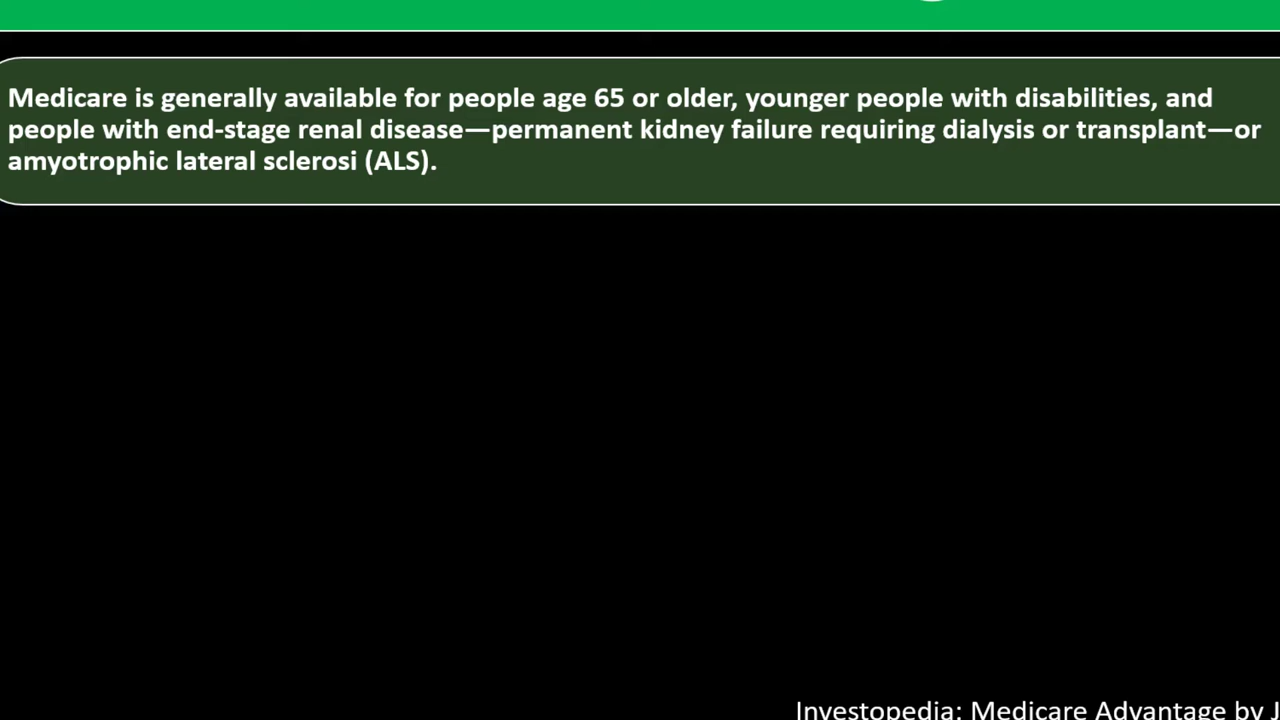 Medicare is generally available for people age 65 or older, younger people with disabilities, and
people with end-stage renal disease—permanent kidney failure requiring dialysis or transplant—or
amyotrophic lateral sclerosi (ALS).
Investopedia: Medicare Advantage by J